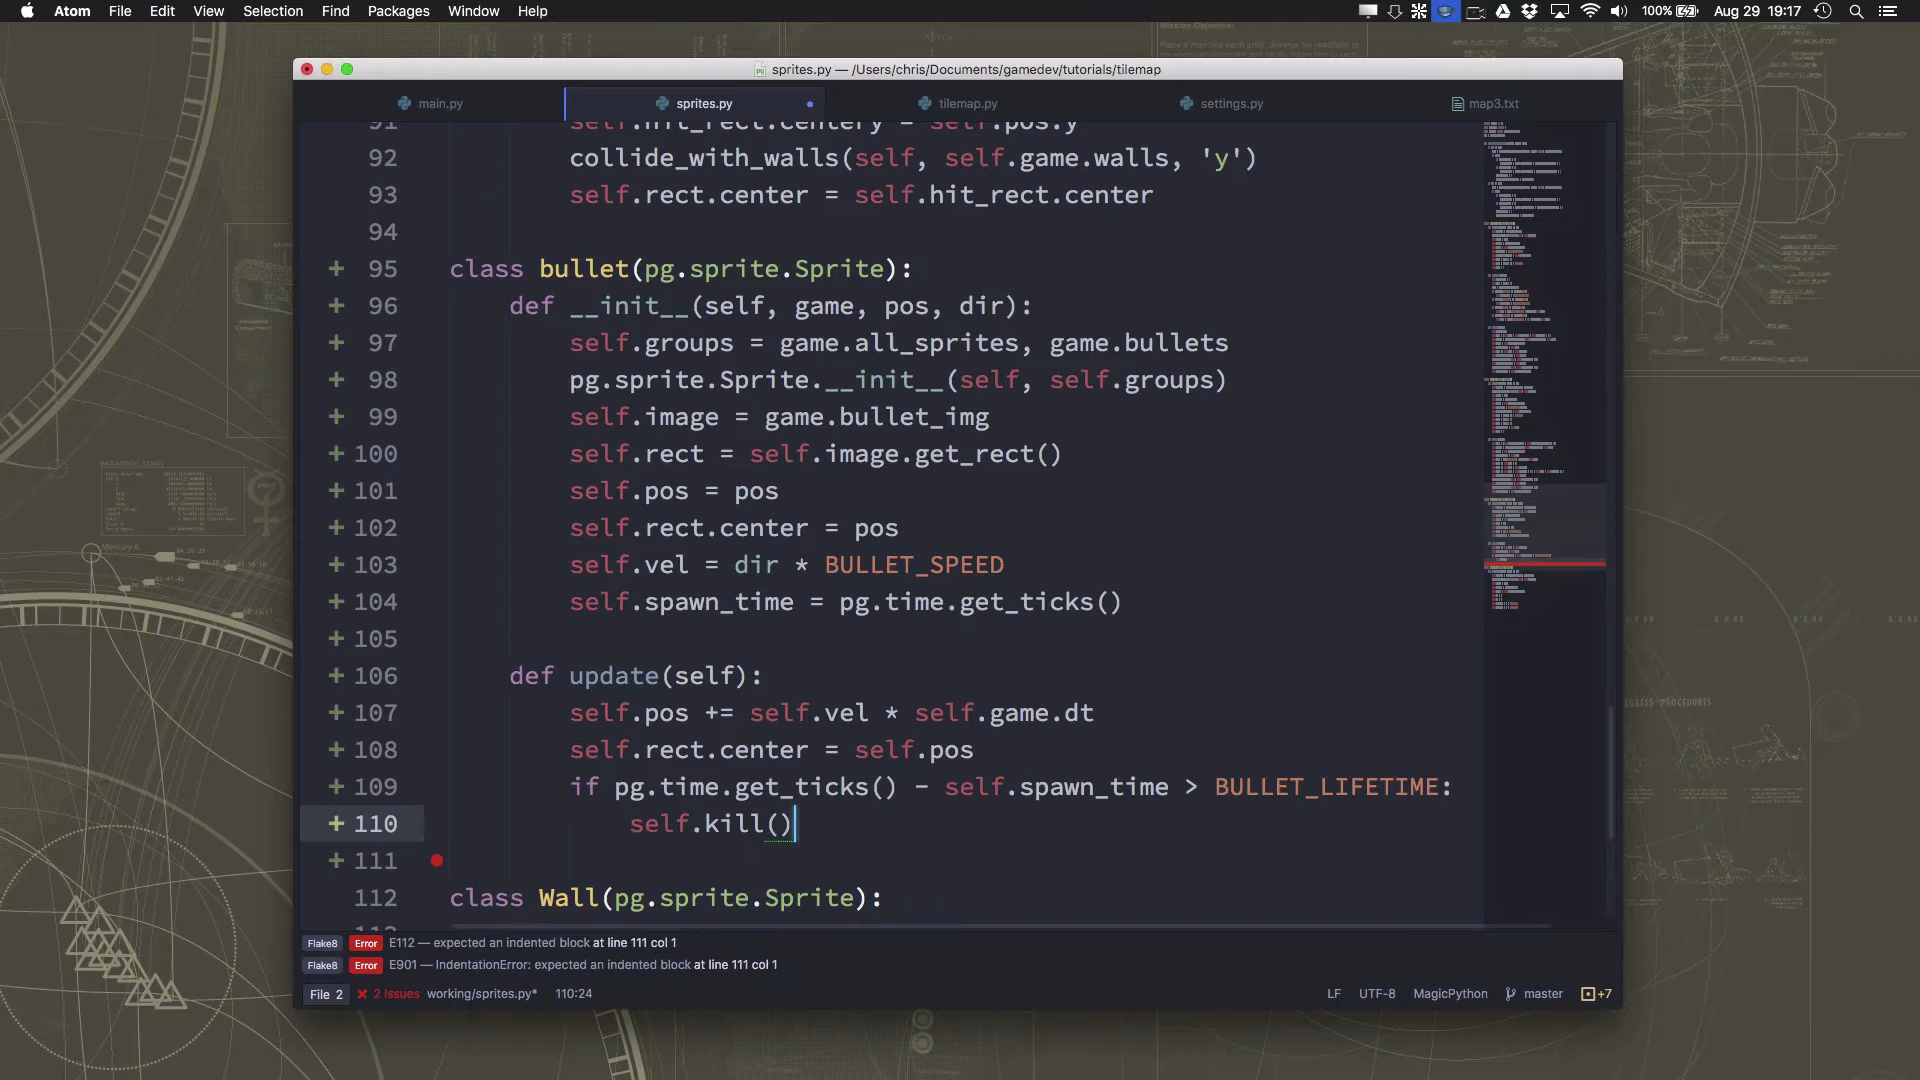 Atom File Edit View Selection Find Packages Window Help 100% Aug 29 19:17
sprites.py — /Users/chris/Documents/gamedev/tutorials/tilemap
main.py sprites.py tilemap.py settings.py map3.txt
91 self.hit_rect.centery = self.pos.y
92 collide_with_walls(self, self.game.walls, 'y')
93 self.rect.center = self.hit_rect.center
94
+ 95 class bullet(pg.sprite.Sprite):
+ 96 def __init__(self, game, pos, dir):
+ 97 self.groups = game.all_sprites, game.bullets
+ 98 pg.sprite.Sprite.__init__(self, self.groups)
+ 99 self.image = game.bullet_img
+ 100 self.rect = self.image.get_rect()
+ 101 self.pos = pos
+ 102 self.rect.center = pos
+ 103 self.vel = dir * BULLET_SPEED
+ 104 self.spawn_time = pg.time.get_ticks()
+ 105
+ 106 def update(self):
+ 107 self.pos += self.vel * self.game.dt
+ 108 self.rect.center = self.pos
+ 109 if pg.time.get_ticks() - self.spawn_time > BULLET_LIFETIME:
+ 110 self.kill()
+ 111
112 class Wall(pg.sprite.Sprite):
Flake8 Error E112 — expected an indented block at line 111 col 1
Flake8 Error E901 — IndentationError: expected an indented block at line 111 col 1
File 2 2 Issues working/sprites.py* 110:24 LF UTF-8 MagicPython master +7
Mission Objective:
Mercury 6